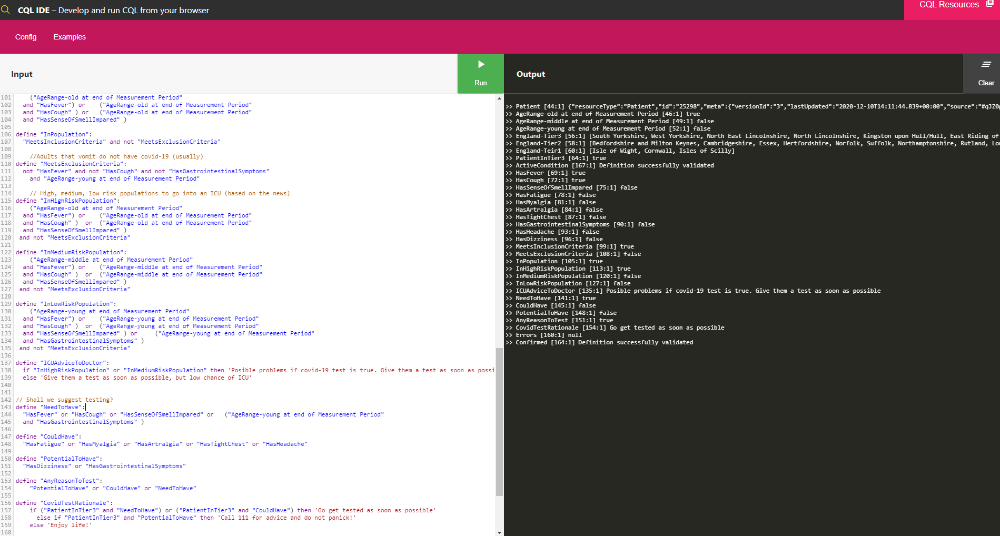 CQL IDE – Develop and run CQL from your browser
CQL Resources
Config
Examples
Input
Run
Output
Clear
101 ("AgeRange-old at end of Measurement Period"
102 and "HasFever") or ("AgeRange-old at end of Measurement Period"
103 and "HasCough" ) or ("AgeRange-old at end of Measurement Period"
104 and "HasSenseOfSmellImpared" )
105
106 define "InPopulation":
107 "MeetsInclusionCriteria" and not "MeetsExclusionCriteria"
108
109 //Adults that vomit do not have covid-19 (usually)
110 define "MeetsExclusionCriteria":
111 not "HasFever" and not "HasCough" and not "HasGastrointestinalSymptoms"
112 and "AgeRange-young at end of Measurement Period"
113
114 // High, medium, low risk populations to go into an ICU (based on the news)
115 define "InHighRiskPopulation":
116 ("AgeRange-old at end of Measurement Period"
117 and "HasFever") or ("AgeRange-old at end of Measurement Period"
118 and "HasCough" ) or ("AgeRange-old at end of Measurement Period"
119 and "HasSenseOfSmellImpared" )
120 and not "MeetsExclusionCriteria"
121
122 define "InMediumRiskPopulation":
123 ("AgeRange-middle at end of Measurement Period"
124 and "HasFever") or ("AgeRange-middle at end of Measurement Period"
125 and "HasCough" ) or ("AgeRange-middle at end of Measurement Period"
126 and "HasSenseOfSmellImpared" )
127 and not "MeetsExclusionCriteria"
128
129 define "InLowRiskPopulation":
130 ("AgeRange-young at end of Measurement Period"
131 and "HasFever") or ("AgeRange-young at end of Measurement Period"
132 and "HasCough" ) or ("AgeRange-young at end of Measurement Period"
133 and "HasSenseOfSmellImpared" ) or ("AgeRange-young at end of Measurement Period"
134 and "HasGastrointestinalSymptoms" )
135 and not "MeetsExclusionCriteria"
136
137 define "ICUAdviceToDoctor":
138 if "InHighRiskPopulation" or "InMediumRiskPopulation" then 'Posible problems if covid-19 test is true. Give them a test as soon as possi
139 else 'Give them a test as soon as possible, but low chance of ICU'
140
141
142 // Shall we suggest testing?
143 define "NeedToHave":
144 "HasFever" or "HasCough" or "HasSenseOfSmellImpared" or ("AgeRange-young at end of Measurement Period"
145 and "HasGastrointestinalSymptoms" )
146
147 define "CouldHave":
148 "HasFatigue" or "HasMyalgia" or "HasArtralgia" or "HasTightChest" or "HasHeadache"
149
150 define "PotentialToHave":
151 "HasDizziness" or "HasGastrointestinalSymptoms"
152
153 define "AnyReasonToTest":
154 "PotentialToHave" or "CouldHave" or "NeedToHave"
155
156 define "CovidTestRationale":
157 if ("PatientInTier3" and "NeedToHave") or ("PatientInTier3" and "CouldHave") then 'Go get tested as soon as possible'
158 else if "PatientInTier3" and "PotentialToHave" then 'Call 111 for advice and do not panick!'
159 else 'Enjoy life!'
160
>> Patient [44:1] {"resourceType":"Patient","id":"25298","meta":{"versionId":"3","lastUpdated":"2020-12-10T14:11:44.839+00:00","source":"#qJZ0
>> AgeRange-old at end of Measurement Period [46:1] true
>> AgeRange-middle at end of Measurement Period [49:1] false
>> AgeRange-young at end of Measurement Period [52:1] false
>> England-Tier3 [56:1] [South Yorkshire, West Yorkshire, North East Lincolnshire, North Lincolnshire, Kingston upon Hull/Hull, East Riding of
>> England-Tier2 [58:1] [Bedfordshire and Milton Keynes, Cambridgeshire, Essex, Hertfordshire, Norfolk, Suffolk, Northamptonshire, Rutland, Lo
>> England-Teir1 [60:1] [Isle of Wight, Cornwall, Isles of Scilly]
>> PatientInTier3 [64:1] true
>> ActiveCondition [167:1] Definition successfully validated
>> HasFever [69:1] true
>> HasCough [72:1] true
>> HasSenseOfSmellImpared [75:1] false
>> HasFatigue [78:1] false
>> HasMyalgia [81:1] false
>> HasArtralgia [84:1] false
>> HasTightChest [87:1] false
>> HasGastrointestinalSymptoms [90:1] false
>> HasHeadache [93:1] false
>> HasDizziness [96:1] false
>> MeetsInclusionCriteria [99:1] true
>> MeetsExclusionCriteria [108:1] false
>> InPopulation [105:1] true
>> InHighRiskPopulation [113:1] true
>> InMediumRiskPopulation [120:1] false
>> InLowRiskPopulation [127:1] false
>> ICUAdviceToDoctor [135:1] Posible problems if covid-19 test is true. Give them a test as soon as possible
>> NeedToHave [141:1] true
>> CouldHave [145:1] false
>> PotentialToHave [148:1] false
>> AnyReasonToTest [151:1] true
>> CovidTestRationale [154:1] Go get tested as soon as possible
>> Errors [160:1] null
>> Confirmed [164:1] Definition successfully validated